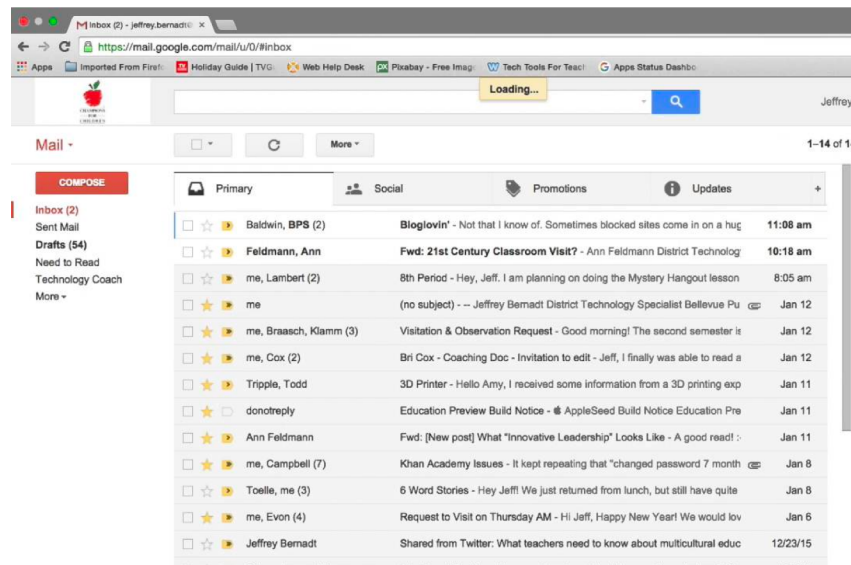 Inbox (2) - jeffrey.bernadt@
https://mail.google.com/mail/u/0/#inbox
Apps Imported From Firefo Holiday Guide | TVG Web Help Desk Pixabay - Free Image Tech Tools For Teach Apps Status Dashbo
Loading...
CHAMPIONS
FOR
CHILDREN
Jeffrey
Mail
More
1–14 of 1
COMPOSE
Inbox (2)
Sent Mail
Drafts (54)
Need to Read
Technology Coach
More
Primary Social Promotions Updates +
Baldwin, BPS (2) Bloglovin' - Not that I know of. Sometimes blocked sites come in on a hug 11:08 am
Feldmann, Ann Fwd: 21st Century Classroom Visit? - Ann Feldmann District Technolog 10:18 am
me, Lambert (2) 8th Period - Hey, Jeff. I am planning on doing the Mystery Hangout lesson 8:05 am
me (no subject) - -- Jeffrey Bernadt District Technology Specialist Bellevue Pu Jan 12
me, Braasch, Klamm (3) Visitation & Observation Request - Good morning! The second semester is Jan 12
me, Cox (2) Bri Cox - Coaching Doc - Invitation to edit - Jeff, I finally was able to read a Jan 12
Tripple, Todd 3D Printer - Hello Amy, I received some information from a 3D printing exp Jan 11
donotreply Education Preview Build Notice - AppleSeed Build Notice Education Pre Jan 11
Ann Feldmann Fwd: [New post] What "Innovative Leadership" Looks Like - A good read! : Jan 11
me, Campbell (7) Khan Academy Issues - It kept repeating that "changed password 7 month Jan 8
Toelle, me (3) 6 Word Stories - Hey Jeff! We just returned from lunch, but still have quite Jan 8
me, Evon (4) Request to Visit on Thursday AM - Hi Jeff, Happy New Year! We would lov Jan 6
Jeffrey Bernadt Shared from Twitter: What teachers need to know about multicultural educ 12/23/15